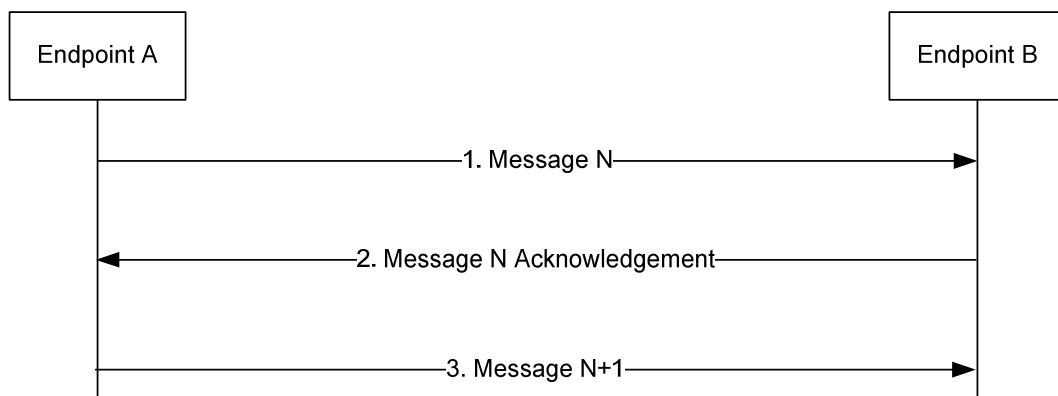 Endpoint A
Endpoint B
1. Message N
2. Message N Acknowledgement
3. Message N+1